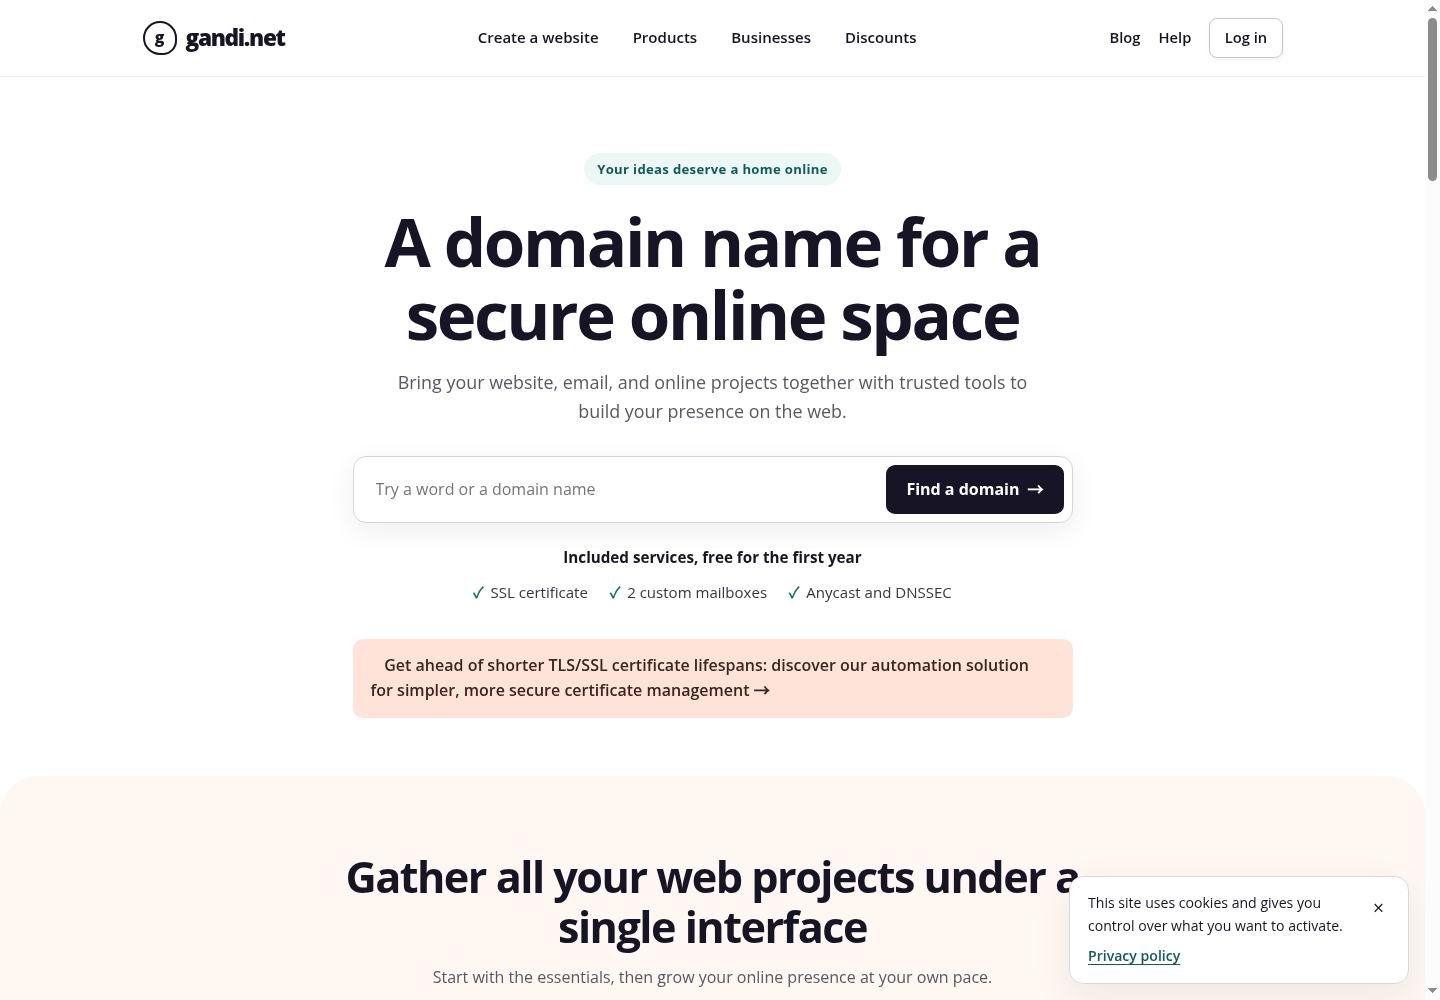 g gandi.net
Create a website Products Businesses Discounts
Blog Help Log in
Your ideas deserve a home online
A domain name for a
secure online space
Bring your website, email, and online projects together with trusted tools to
build your presence on the web.
Try a word or a domain name
Find a domain →
Included services, free for the first year
✓ SSL certificate ✓ 2 custom mailboxes ✓ Anycast and DNSSEC
Get ahead of shorter TLS/SSL certificate lifespans: discover our automation solution
for simpler, more secure certificate management →
Gather all your web projects under a
single interface
Start with the essentials, then grow your online presence at your own pace.
This site uses cookies and gives you
control over what you want to activate.
Privacy policy
×